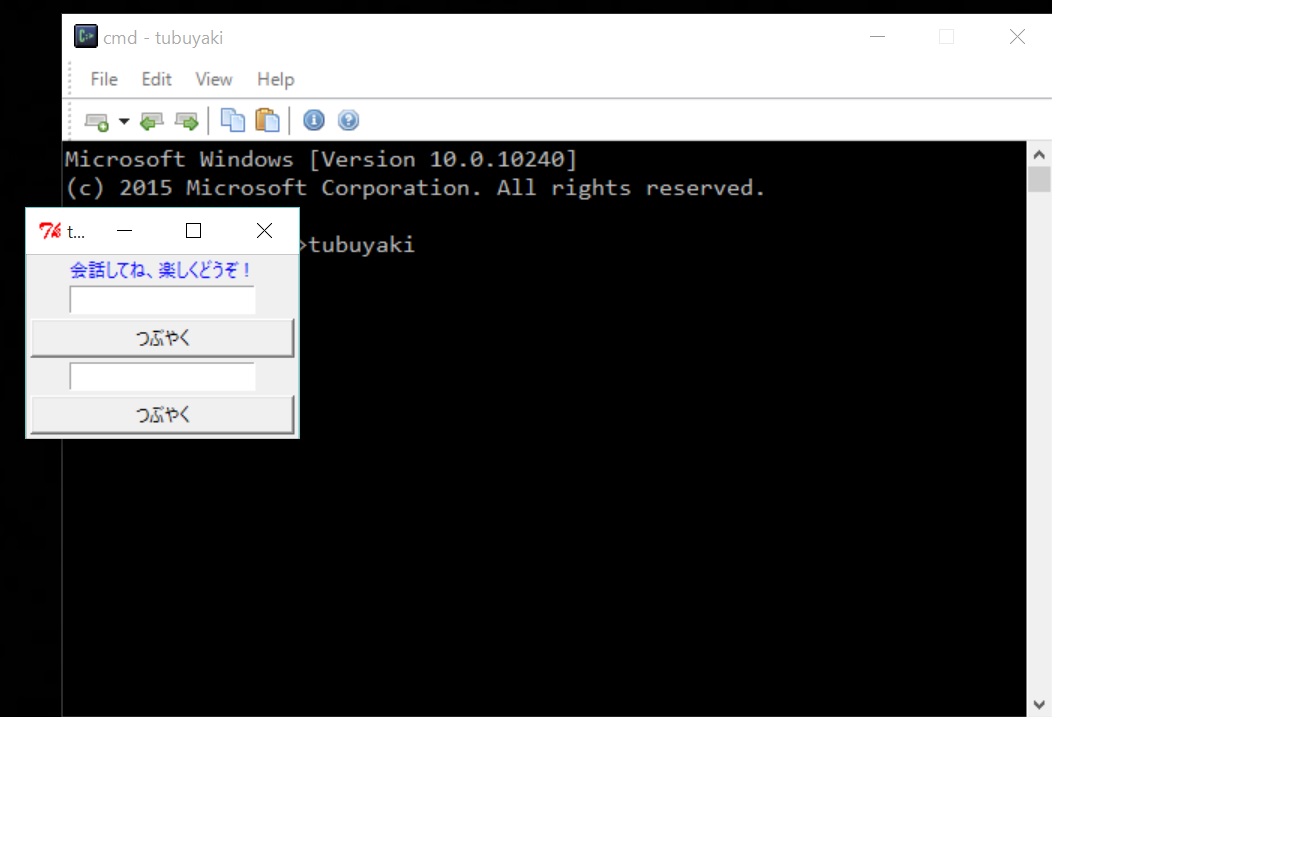 cmd - tubuyaki
File Edit View Help
Microsoft Windows [Version 10.0.10240]
(c) 2015 Microsoft Corporation. All rights reserved.
t...
>tubuyaki
会話してね、楽しくどうぞ！
つぶやく
つぶやく